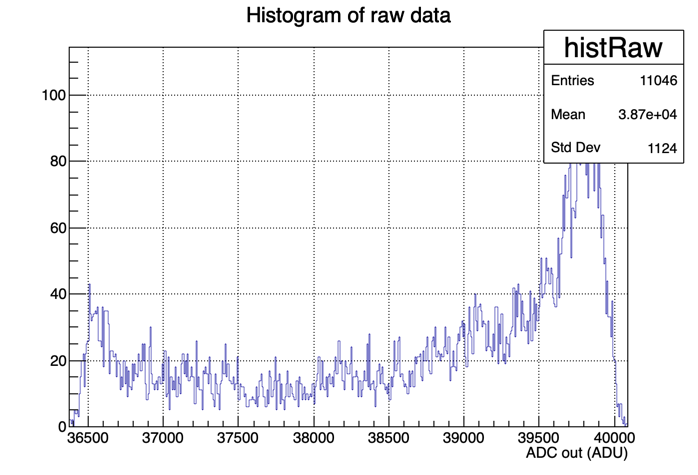 Histogram of raw data
histRaw
Entries 11046
Mean 3.87e+04
Std Dev 1124
100
80
60
40
20
0
36500 37000 37500 38000 38500 39000 39500 40000
ADC out (ADU)